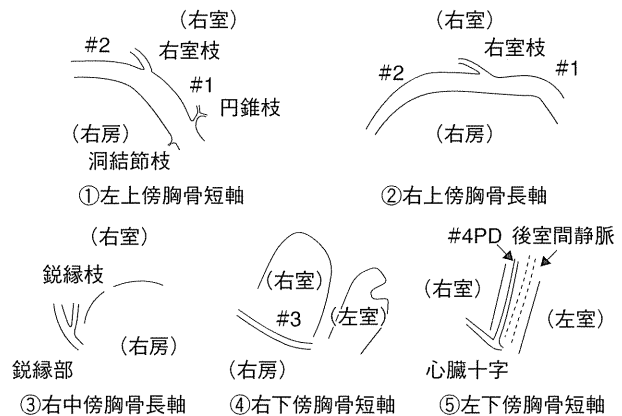 （右室）
#2
右室枝
#1
円錐枝
（右房）
洞結節枝
①左上傍胸骨短軸
（右室）
右室枝
#1
#2
（右房）
②右上傍胸骨長軸
（右室）
鋭縁枝
（右房）
鋭縁部
③右中傍胸骨長軸
（右室）
#3
（左室）
（右房）
④右下傍胸骨短軸
#4PD 後室間静脈
（右室）
（左室）
心臓十字
⑤左下傍胸骨短軸